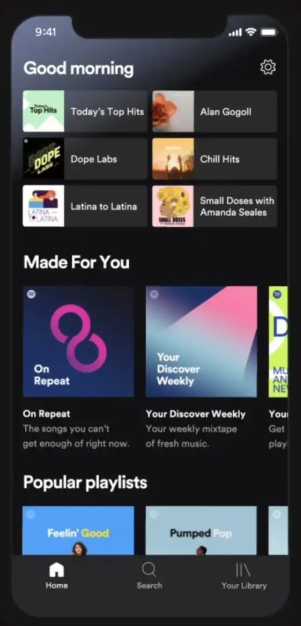 9:41
Good morning
Today's
Top Hits
Today's Top Hits
Alan Gogoll
DOPE
LABS
Dope Labs
Chill Hits
LATINA
TO
LATINA
Latina to Latina
SMALL DOSES
Small Doses with
Amanda Seales
Made For You
On
Repeat
Your
Discover
Weekly
D
MU
AN
NE
On Repeat
The songs you can't
get enough of right now.
Your Discover Weekly
Your weekly mixtape
of fresh music.
You
Get
play
Popular playlists
Feelin' Good
Pumped Pop
Home
Search
Your Library